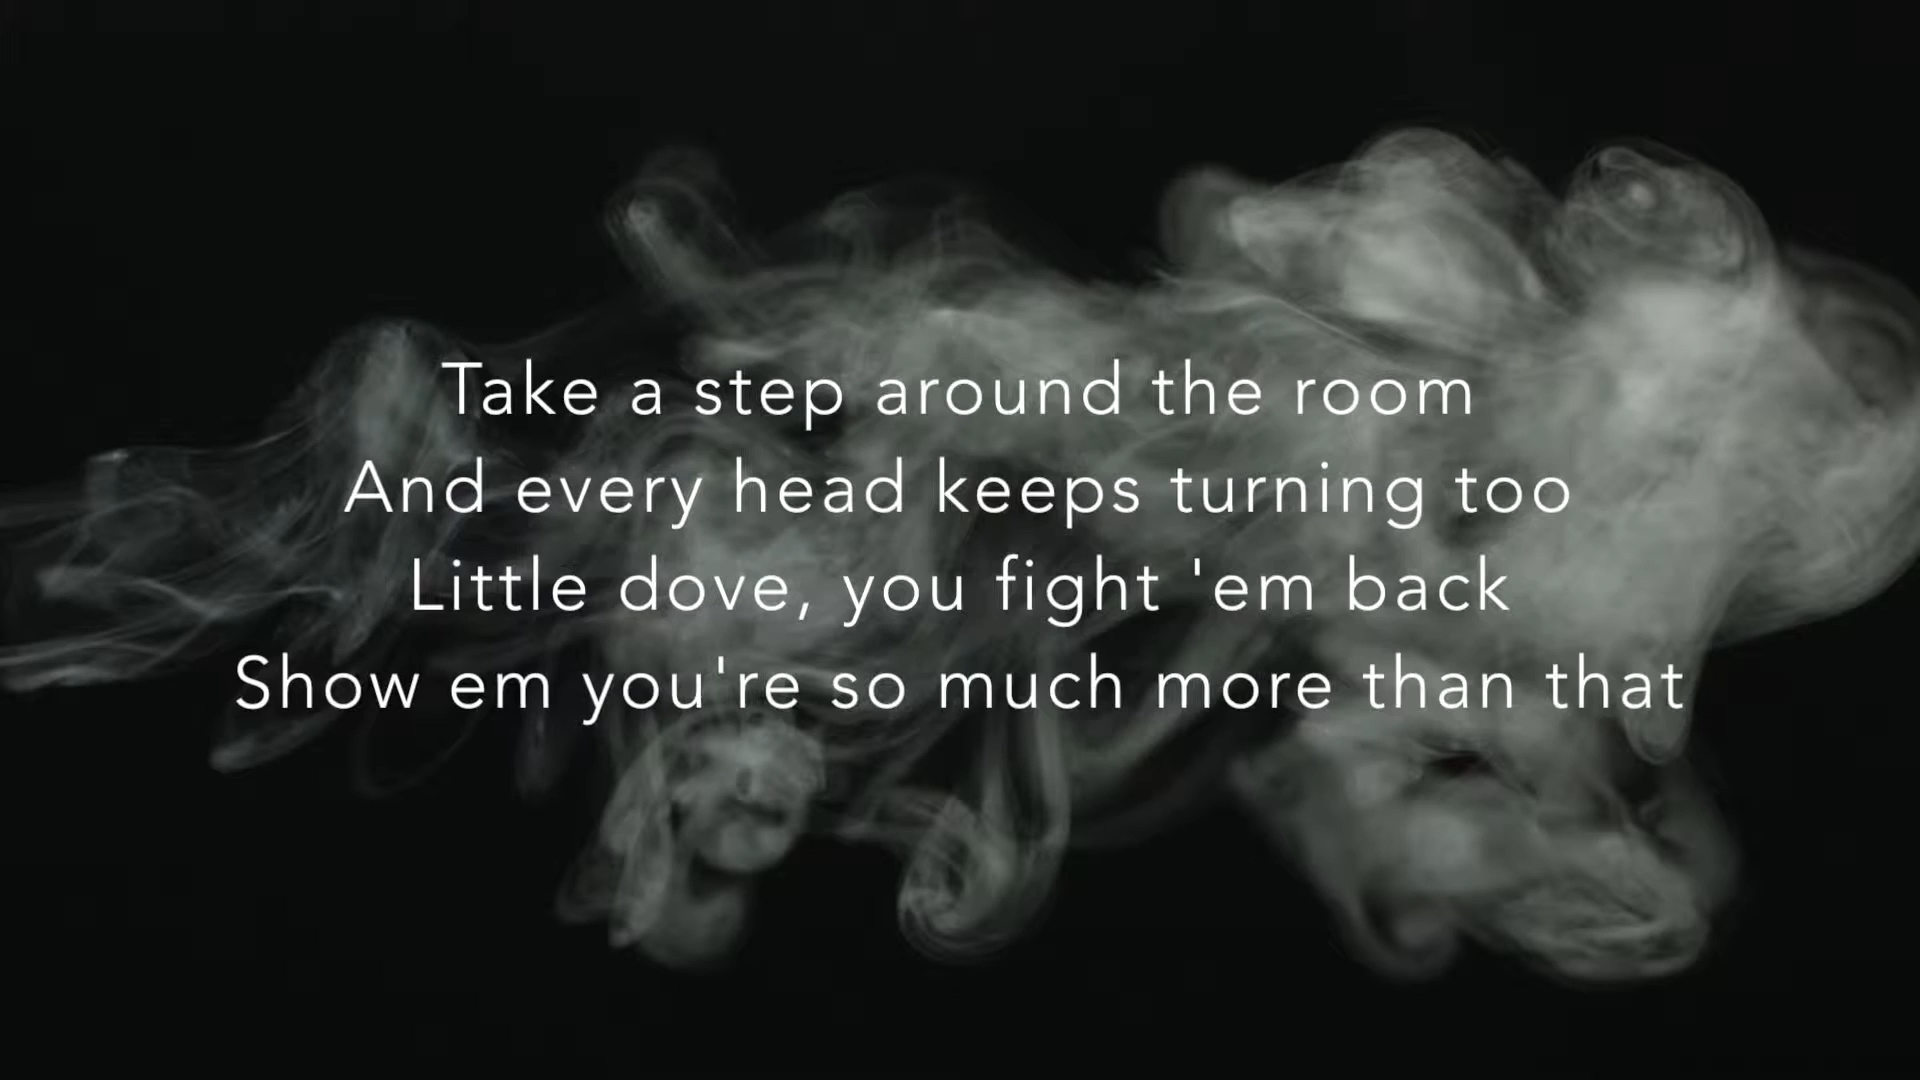 Take a step around the room
And every head keeps turning too
Little dove, you fight 'em back
Show em you're so much more than that